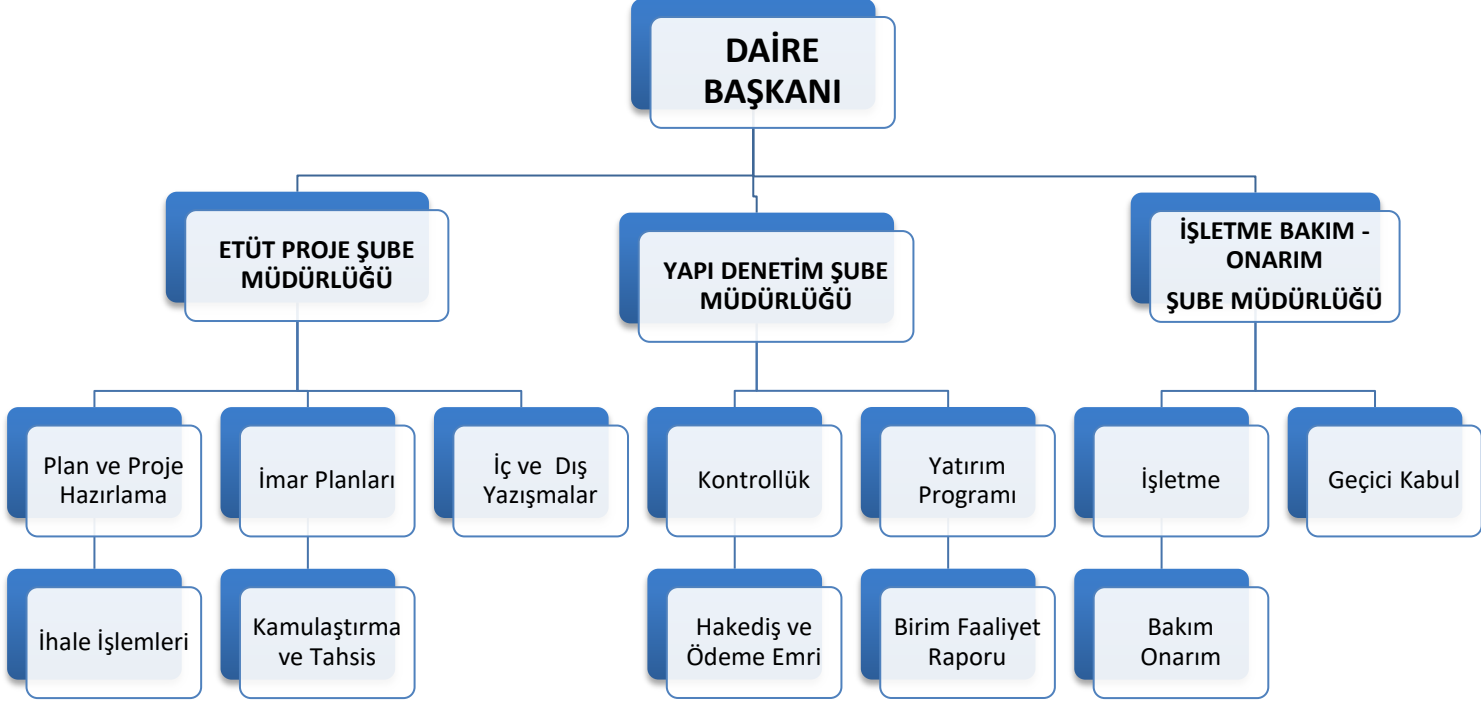 DAİRE
BAŞKANI
ETÜT PROJE ŞUBE
MÜDÜRLÜĞÜ
YAPI DENETİM ŞUBE
MÜDÜRLÜĞÜ
İŞLETME BAKIM -
ONARIM
ŞUBE MÜDÜRLÜĞÜ
Plan ve Proje
Hazırlama
İmar Planları
İç ve Dış
Yazışmalar
Kontrollük
Yatırım
Programı
İşletme
Geçici Kabul
İhale İşlemleri
Kamulaştırma
ve Tahsis
Hakediş ve
Ödeme Emri
Birim Faaliyet
Raporu
Bakım
Onarım